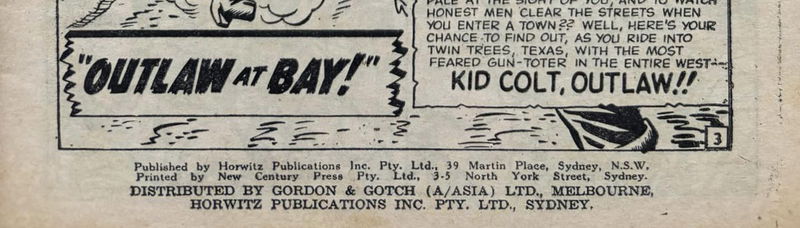 PALE AT THE SIGHT OF YOU, AND TO WATCH
HONEST MEN CLEAR THE STREETS WHEN
YOU ENTER A TOWN?? WELL, HERE'S YOUR
CHANCE TO FIND OUT, AS YOU RIDE INTO
TWIN TREES, TEXAS, WITH THE MOST
FEARED GUN-TOTER IN THE ENTIRE WEST—
KID COLT, OUTLAW!!
"OUTLAW AT BAY!"
3
Published by Horwitz Publications Inc. Pty. Ltd., 39 Martin Place, Sydney, N.S.W.
Printed by New Century Press Pty. Ltd., 3-5 North York Street, Sydney.
DISTRIBUTED BY GORDON & GOTCH (A/ASIA) LTD., MELBOURNE,
HORWITZ PUBLICATIONS INC. PTY. LTD., SYDNEY.